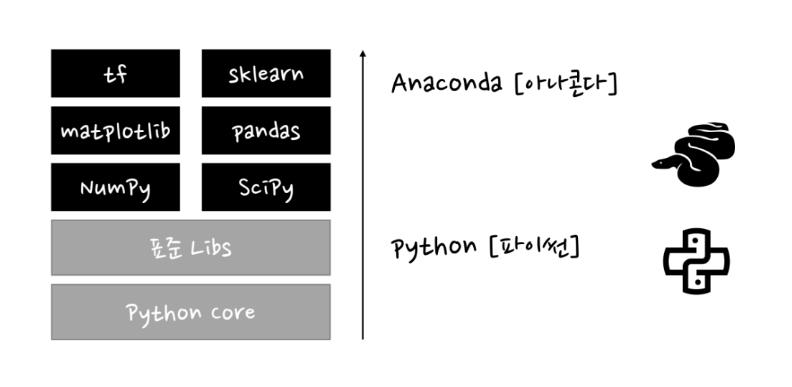 tf
sklearn
matplotlib
pandas
NumPy
SciPy
표준 Libs
Python core
Anaconda [아나콘다]
Python [파이썬]